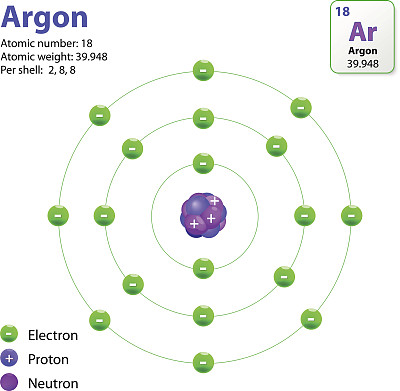 Argon
Atomic number: 18
Atomic weight: 39.948
Per shell: 2, 8, 8
18
Ar
Argon
39.948
Electron
Proton
Neutron